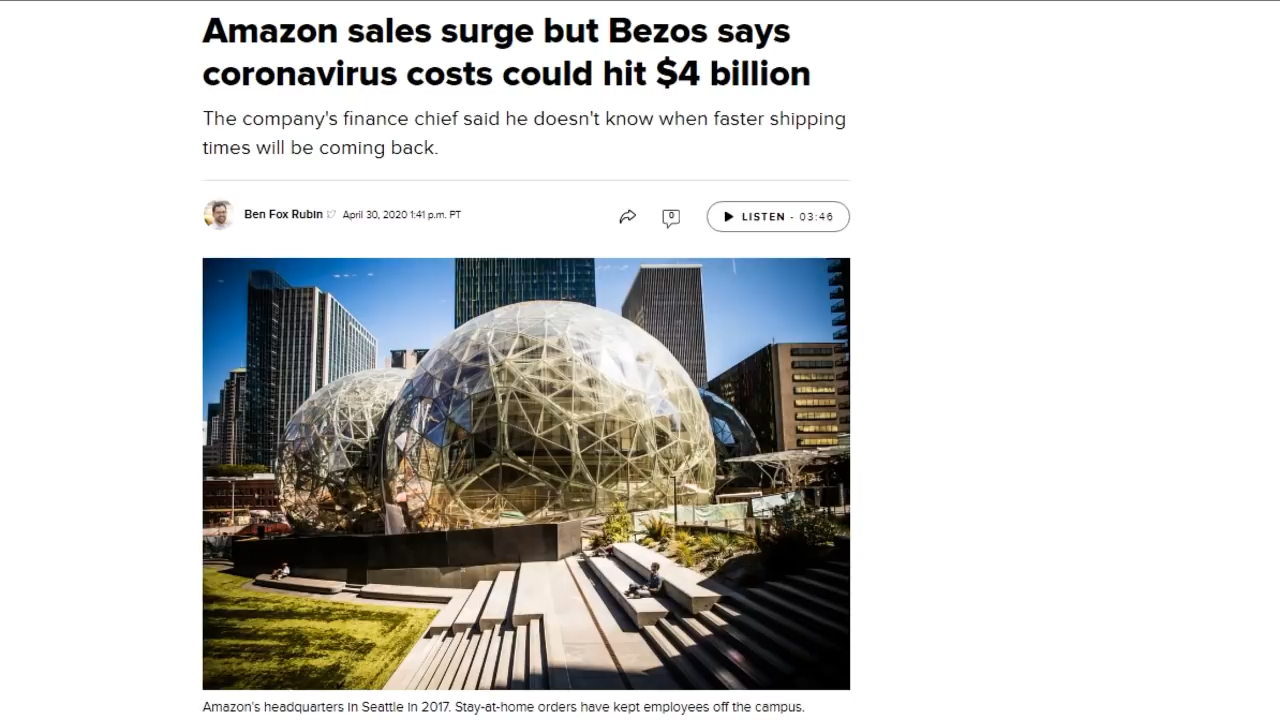 Amazon sales surge but Bezos says
coronavirus costs could hit $4 billion
The company's finance chief said he doesn't know when faster shipping
times will be coming back.
Ben Fox Rubin April 30, 2020 1:41 p.m. PT
0
LISTEN - 03:46
Amazon's headquarters in Seattle in 2017. Stay-at-home orders have kept employees off the campus.